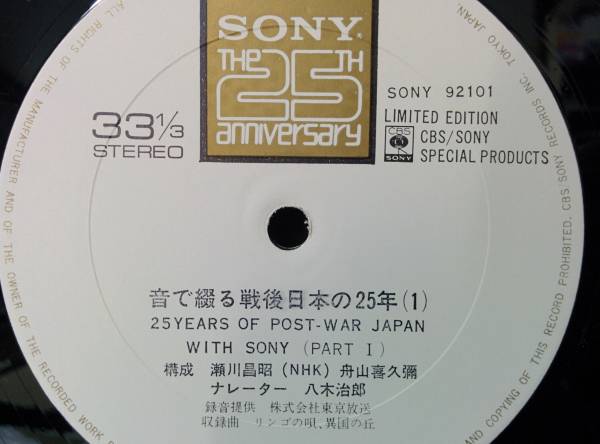 SONY®
THE 25TH
anniversary
33 1/3
STEREO
SONY 92101
LIMITED EDITION
CBS/SONY
SPECIAL PRODUCTS
CBS
SONY
音で綴る戦後日本の25年(1)
25YEARS OF POST-WAR JAPAN
WITH SONY (PART I)
構成 瀬川昌昭(NHK)舟山喜久彌
ナレーター 八木治郎
録音提供 株式会社東京放送
収録曲 リンゴの唄、異国の丘
ALL RIGHTS OF THE MANUFACTURER AND OF THE OWNER OF THE RECORDED WORK
AND COPYING OF THIS RECORD PROHIBITED. CBS/SONY RECORDS INC. TOKYO JAPAN.